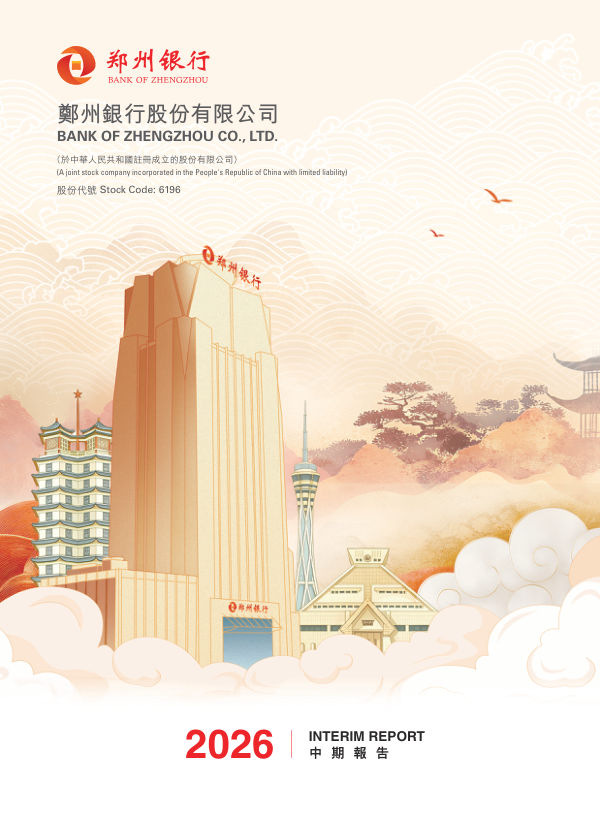 郑州银行
BANK OF ZHENGZHOU
鄭州銀行股份有限公司
BANK OF ZHENGZHOU CO., LTD.
（於中華人民共和國註冊成立的股份有限公司）
(A joint stock company incorporated in the People's Republic of China with limited liability)
股份代號 Stock Code: 6196
郑州银行
郑州银行
2026
INTERIM REPORT
中期報告